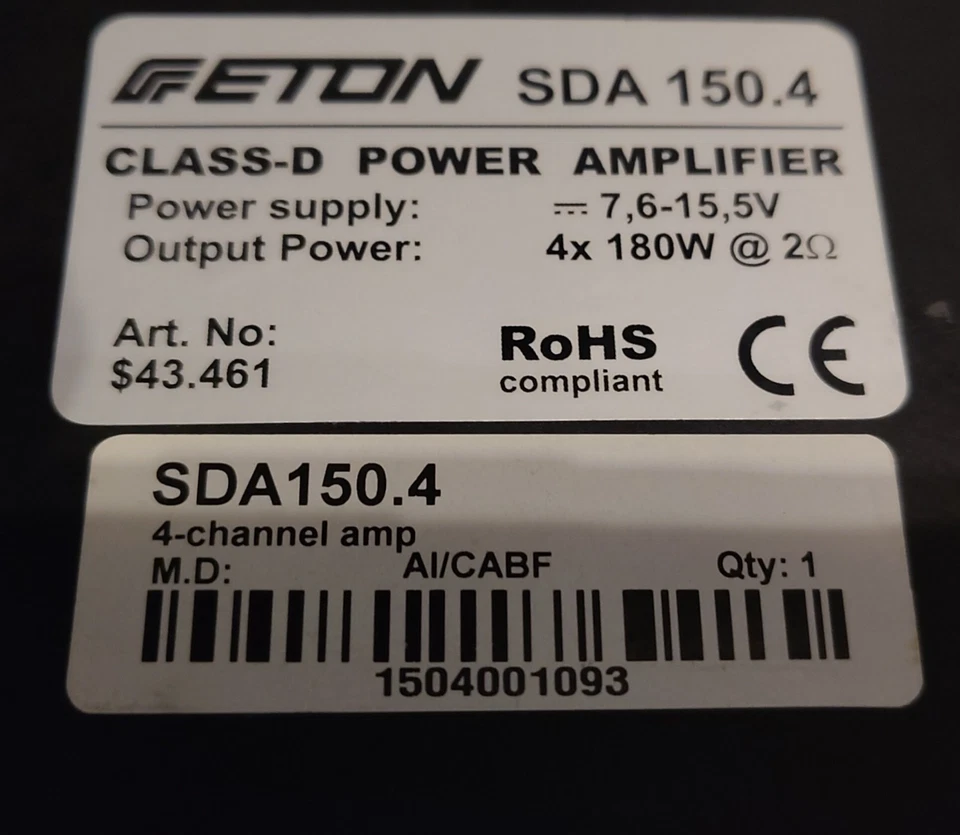 ETON SDA 150.4
CLASS-D POWER AMPLIFIER
Power supply: ⎓ 7,6-15,5V
Output Power: 4x 180W @ 2Ω
Art. No:
$43.461
RoHS
compliant
CE
SDA150.4
4-channel amp
M.D: AI/CABF Qty: 1
1504001093